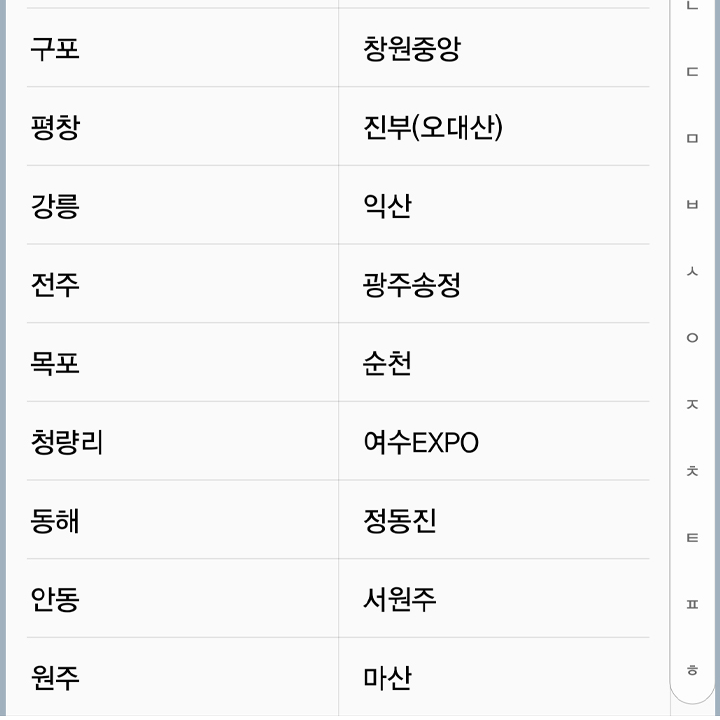 구포 창원중앙
평창 진부(오대산)
강릉 익산
전주 광주송정
목포 순천
청량리 여수EXPO
동해 정동진
안동 서원주
원주 마산
ㄴ
ㄷ
ㅁ
ㅂ
ㅅ
ㅇ
ㅈ
ㅊ
ㅌ
ㅍ
ㅎ